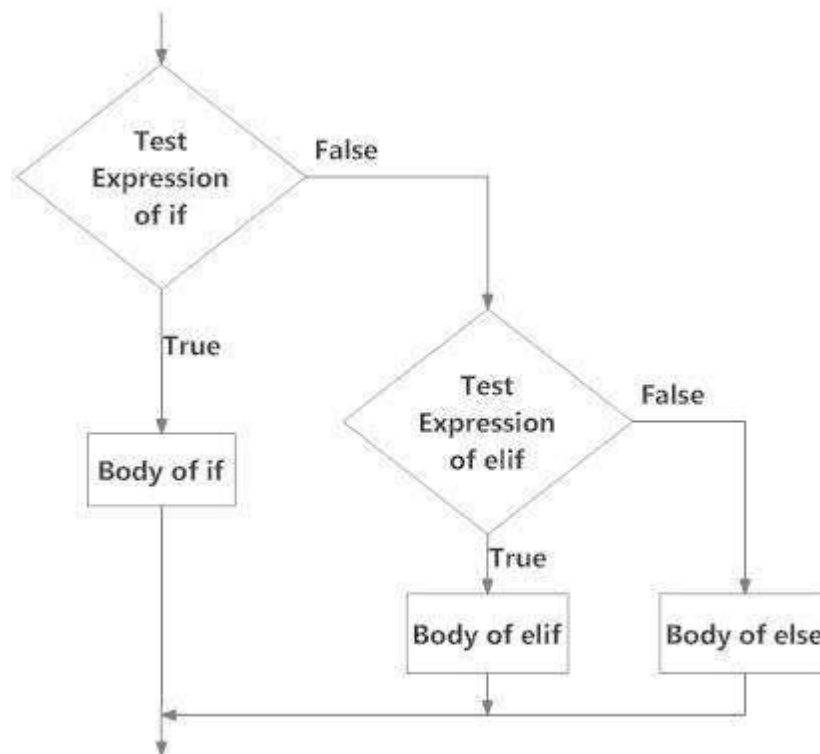 Test
Expression
of if
False
True
Body of if
Test
Expression
of elif
False
True
Body of elif
Body of else